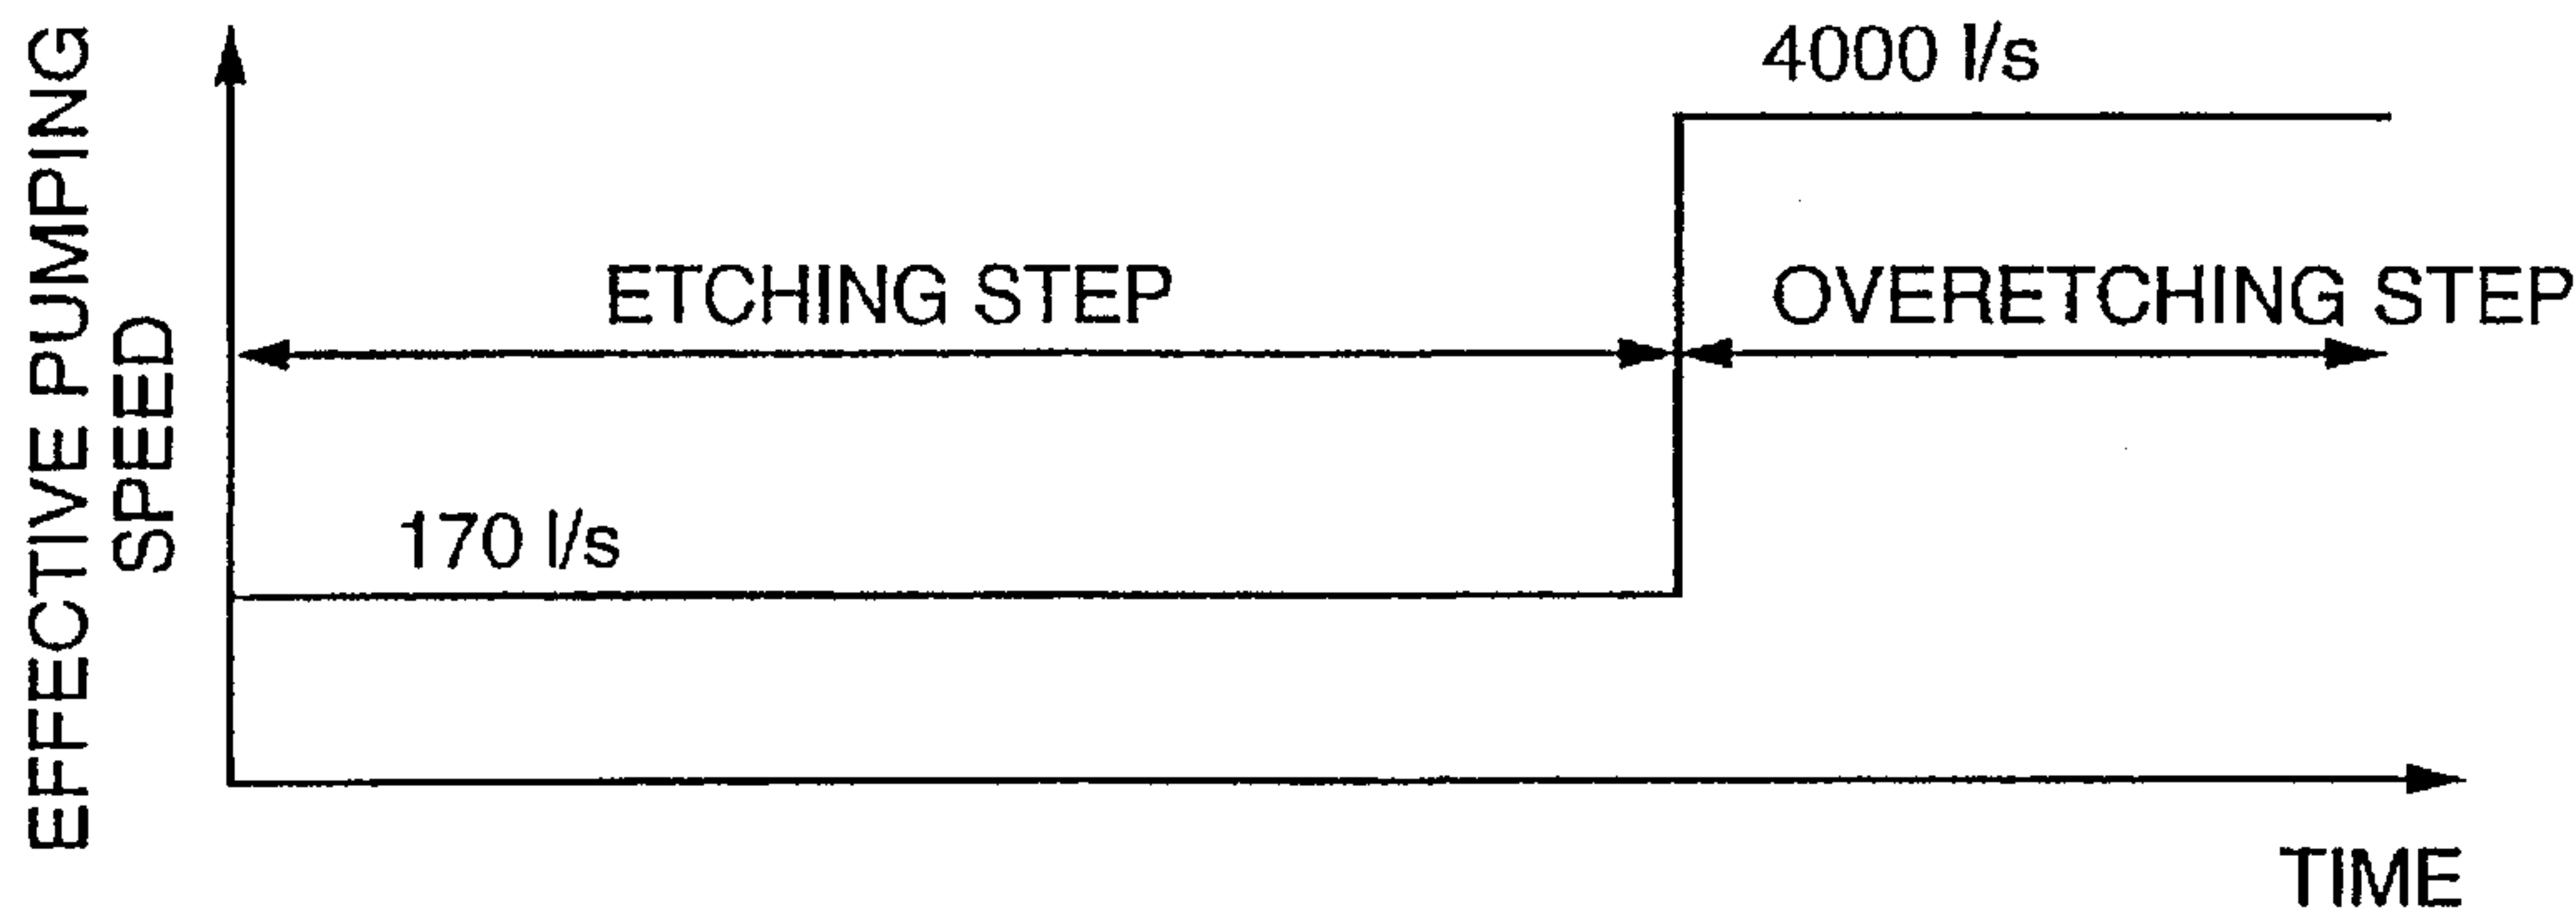 EFFECTIVE PUMPING
SPEED
4000 l/s
ETCHING STEP
OVERETCHING STEP
170 l/s
TIME